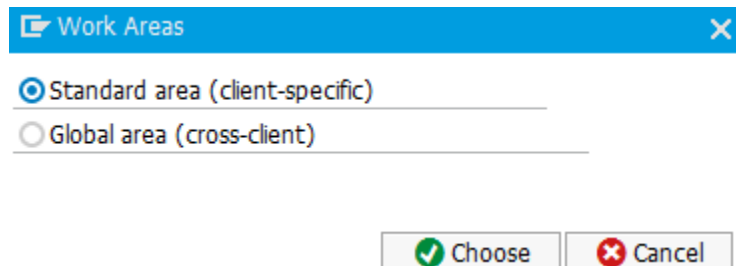 Work Areas
Standard area (client-specific)
Global area (cross-client)
Choose Cancel